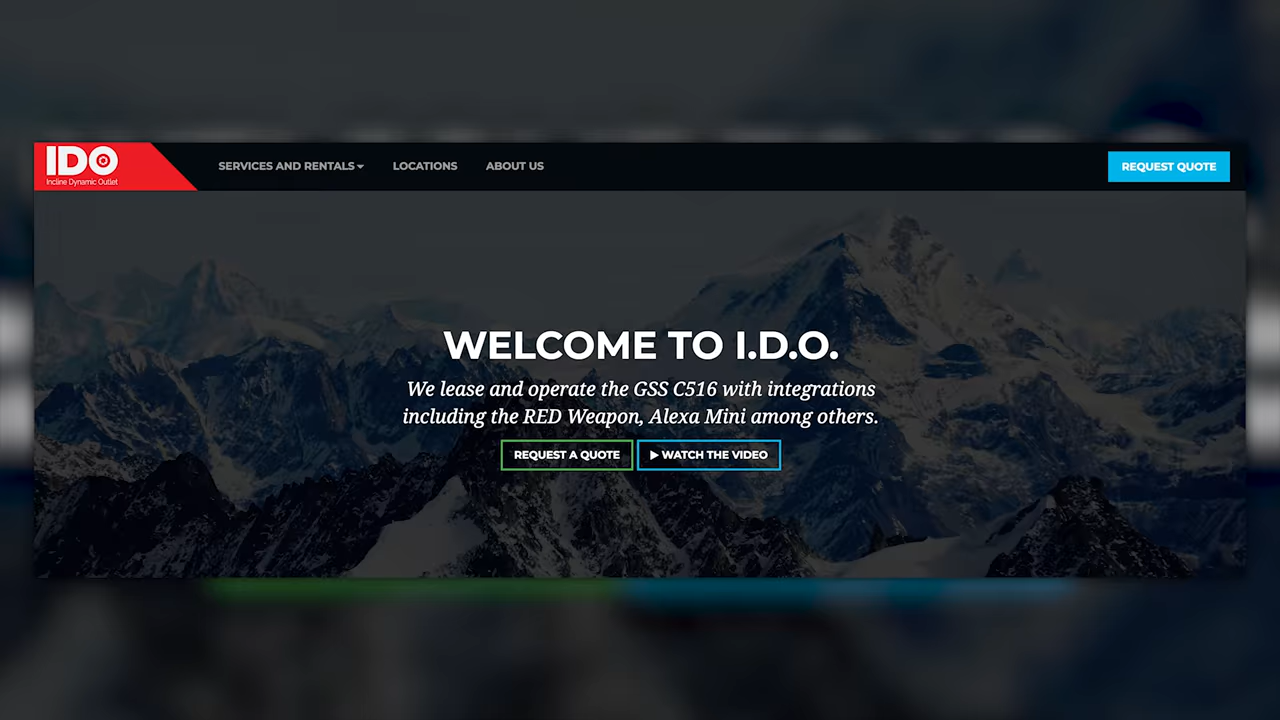 IDO
Incline Dynamic Outlet
SERVICES AND RENTALS
LOCATIONS
ABOUT US
REQUEST QUOTE
WELCOME TO I.D.O.
We lease and operate the GSS C516 with integrations
including the RED Weapon, Alexa Mini among others.
REQUEST A QUOTE
WATCH THE VIDEO